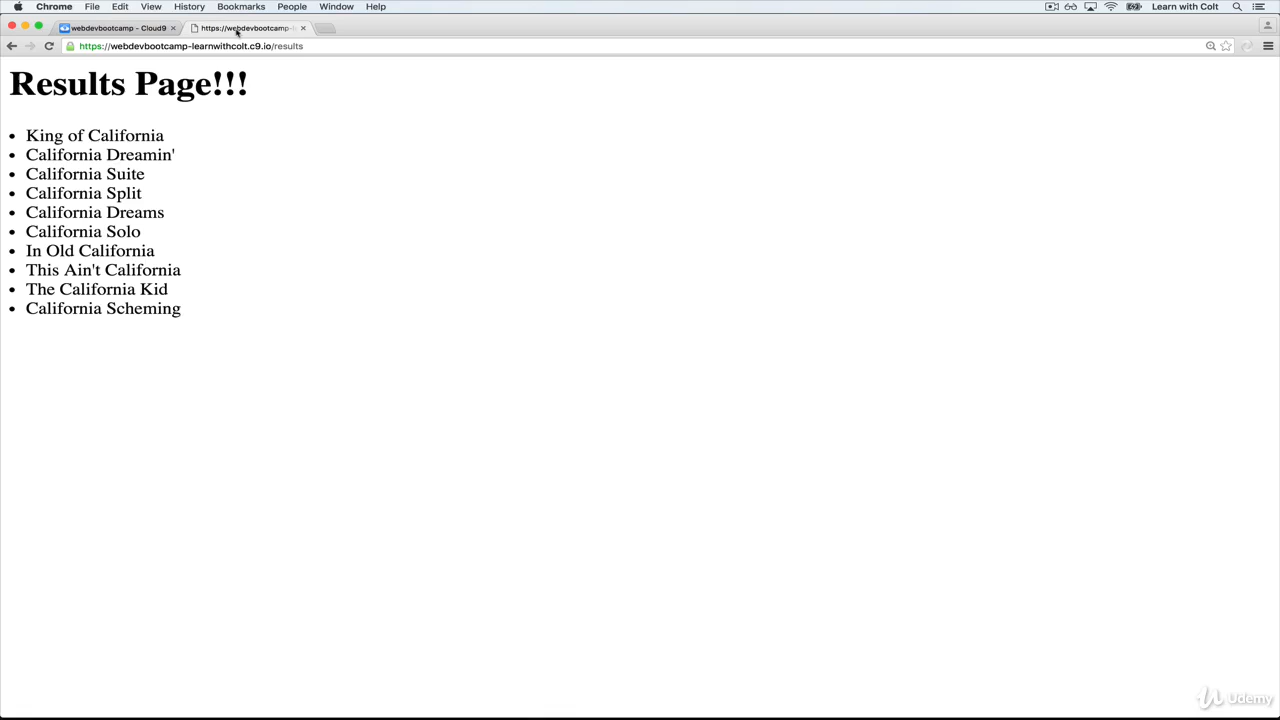 Chrome File Edit View History Bookmarks People Window Help Learn with Colt
webdevbootcamp - Cloud9 https://webdevbootcamp-l
https://webdevbootcamp-learnwithcolt.c9.io/results
Results Page!!!
• King of California
• California Dreamin'
• California Suite
• California Split
• California Dreams
• California Solo
• In Old California
• This Ain't California
• The California Kid
• California Scheming
Udemy